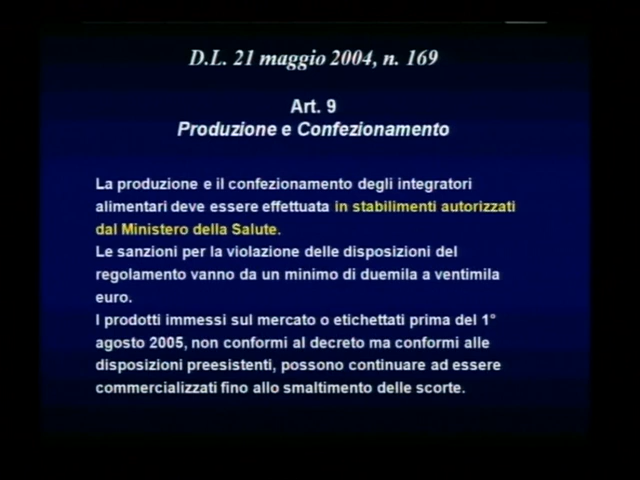 D.L. 21 maggio 2004, n. 169
Art. 9
Produzione e Confezionamento
La produzione e il confezionamento degli integratori
alimentari deve essere effettuata in stabilimenti autorizzati
dal Ministero della Salute.
Le sanzioni per la violazione delle disposizioni del
regolamento vanno da un minimo di duemila a ventimila
euro.
I prodotti immessi sul mercato o etichettati prima del 1°
agosto 2005, non conformi al decreto ma conformi alle
disposizioni preesistenti, possono continuare ad essere
commercializzati fino allo smaltimento delle scorte.